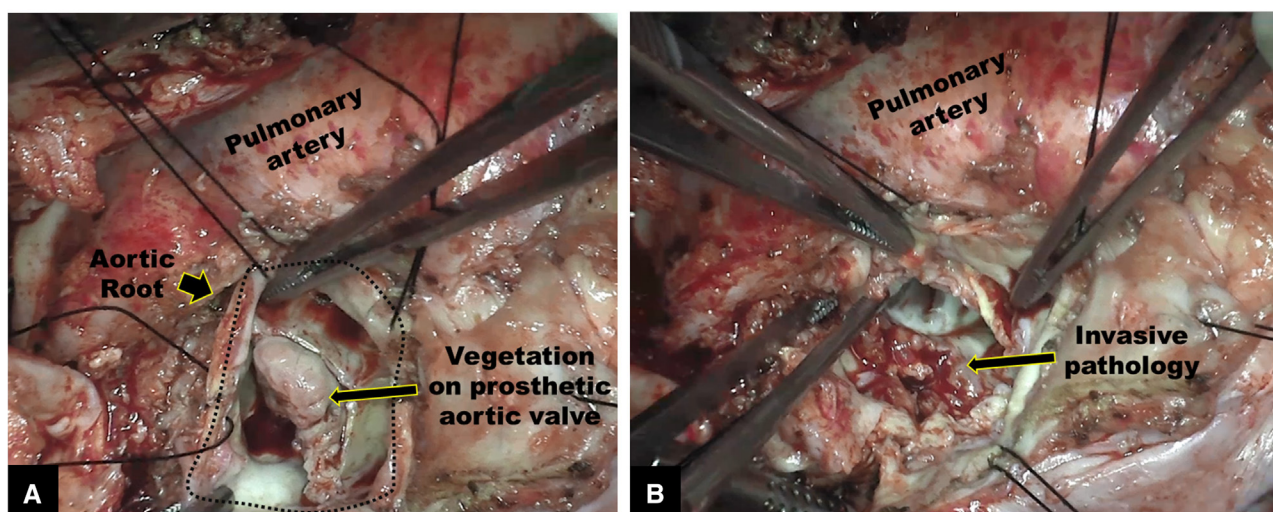 Pulmonary
artery
Aortic
Root
Vegetation
on prosthetic
aortic valve
A
Pulmonary
artery
Invasive
pathology
B